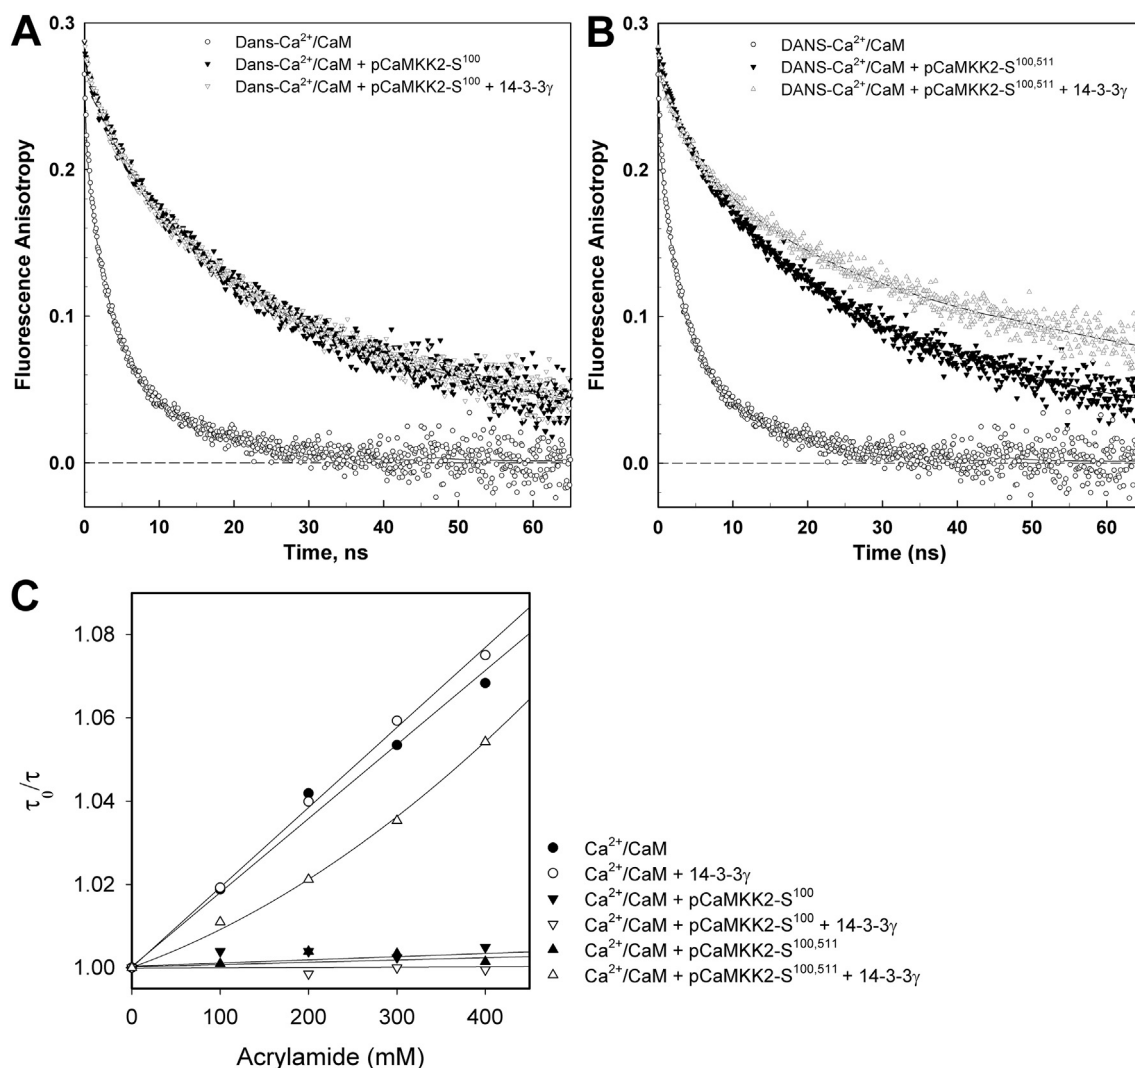 A
0.3
0.2
0.1
0.0
Fluorescence Anisotropy
Dans-Ca²⁺/CaM
Dans-Ca²⁺/CaM + pCaMKK2-S¹⁰⁰
Dans-Ca²⁺/CaM + pCaMKK2-S¹⁰⁰ + 14-3-3γ
0 10 20 30 40 50 60
Time, ns
B
0.3
0.2
0.1
0.0
Fluorescence Anisotropy
DANS-Ca²⁺/CaM
DANS-Ca²⁺/CaM + pCaMKK2-S¹⁰⁰,⁵¹¹
DANS-Ca²⁺/CaM + pCaMKK2-S¹⁰⁰,⁵¹¹ + 14-3-3γ
0 10 20 30 40 50 60
Time (ns)
C
1.08
1.06
1.04
1.02
1.00
τ₀/τ
0 100 200 300 400
Acrylamide (mM)
Ca²⁺/CaM
Ca²⁺/CaM + 14-3-3γ
Ca²⁺/CaM + pCaMKK2-S¹⁰⁰
Ca²⁺/CaM + pCaMKK2-S¹⁰⁰ + 14-3-3γ
Ca²⁺/CaM + pCaMKK2-S¹⁰⁰,⁵¹¹
Ca²⁺/CaM + pCaMKK2-S¹⁰⁰,⁵¹¹ + 14-3-3γ